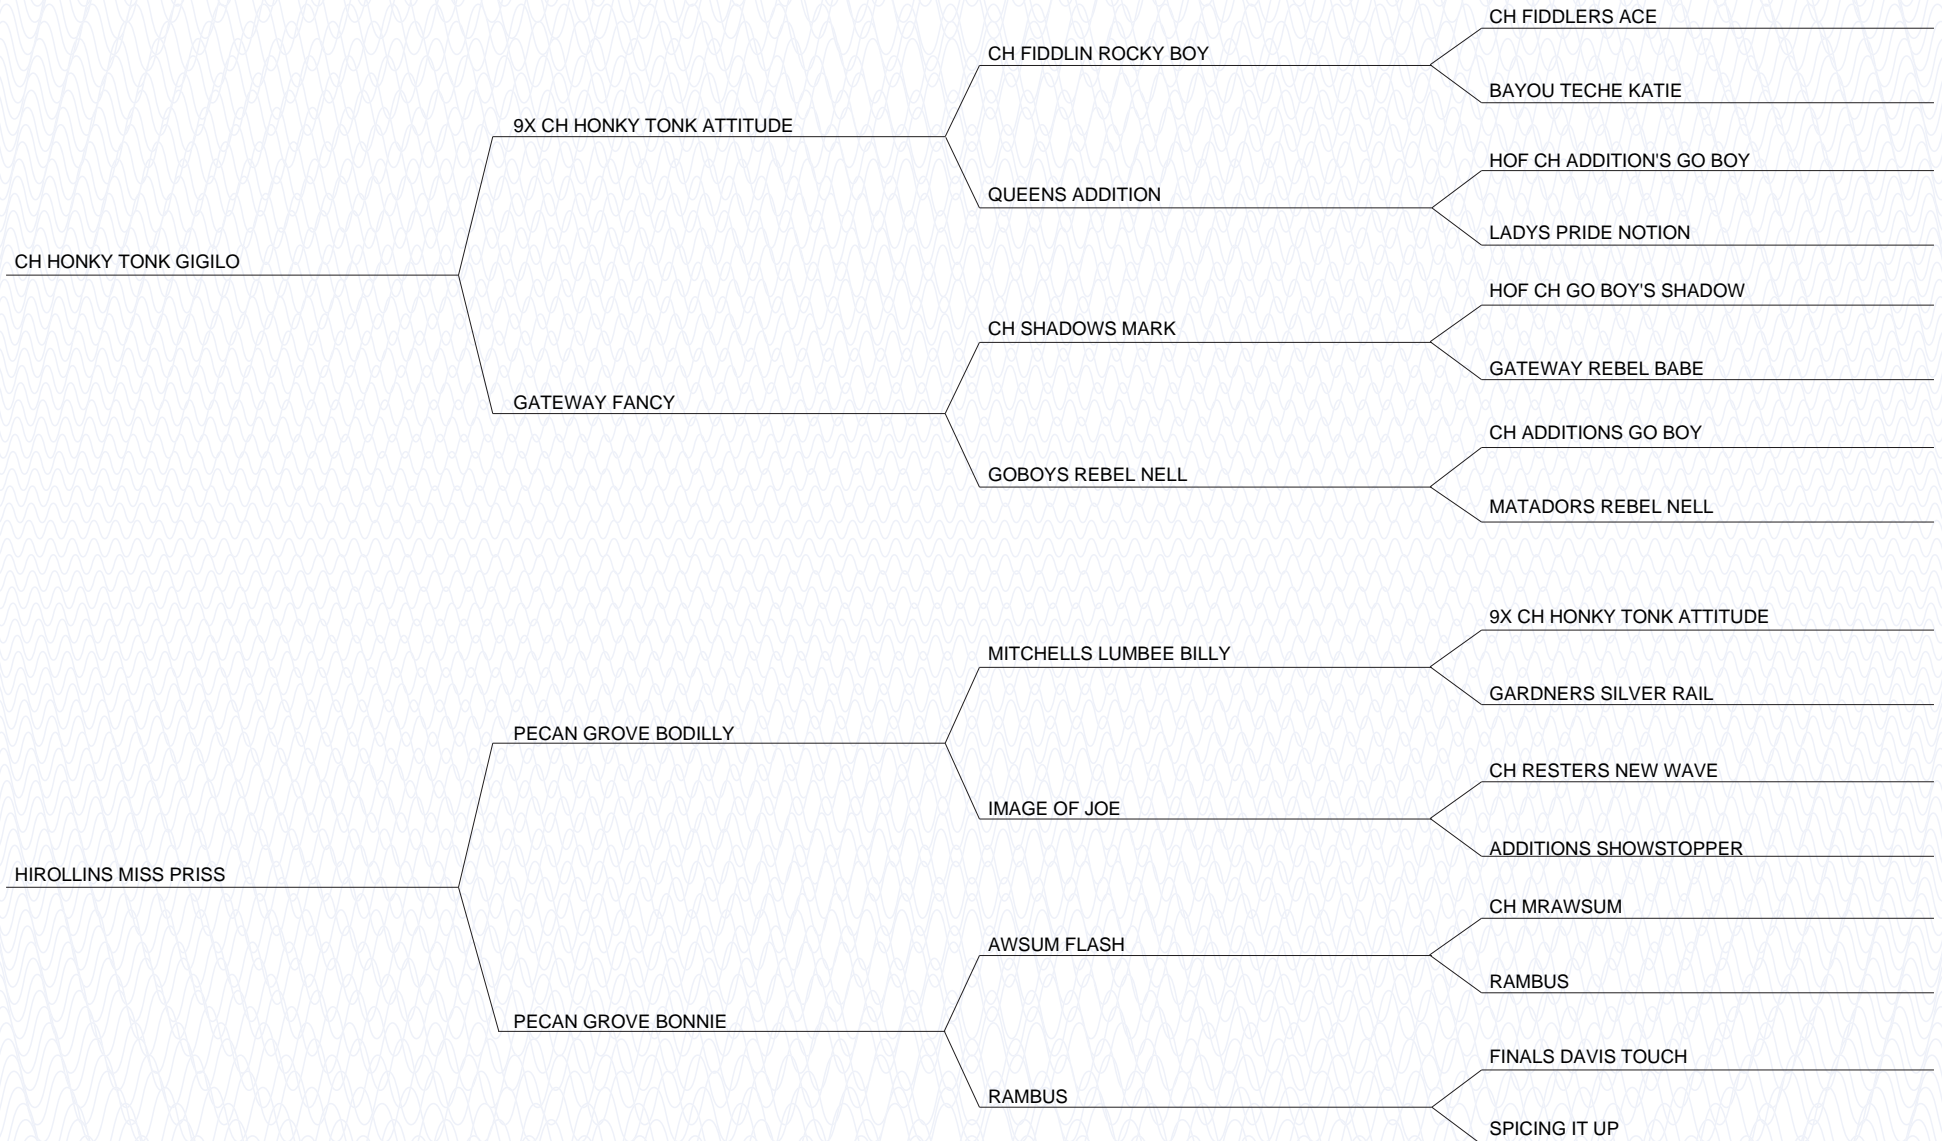 CH FIDDLERS ACE
CH FIDDLIN ROCKY BOY
BAYOU TECHE KATIE
9X CH HONKY TONK ATTITUDE
HOF CH ADDITION'S GO BOY
QUEENS ADDITION
LADYS PRIDE NOTION
CH HONKY TONK GIGILO
HOF CH GO BOY'S SHADOW
CH SHADOWS MARK
GATEWAY REBEL BABE
GATEWAY FANCY
CH ADDITIONS GO BOY
GOBOYS REBEL NELL
MATADORS REBEL NELL
9X CH HONKY TONK ATTITUDE
MITCHELLS LUMBEE BILLY
GARDNERS SILVER RAIL
PECAN GROVE BODILLY
CH RESTERS NEW WAVE
IMAGE OF JOE
ADDITIONS SHOWSTOPPER
HIROLLINS MISS PRISS
CH MRAWSUM
AWSUM FLASH
RAMBUS
PECAN GROVE BONNIE
FINALS DAVIS TOUCH
RAMBUS
SPICING IT UP